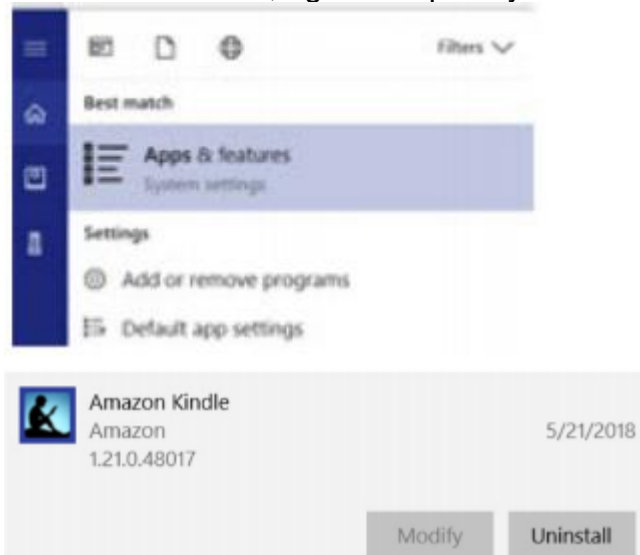 Filters
Best match
Apps & features
System settings
Settings
Add or remove programs
Default app settings
Amazon Kindle
Amazon
5/21/2018
1.21.0.48017
Modify
Uninstall